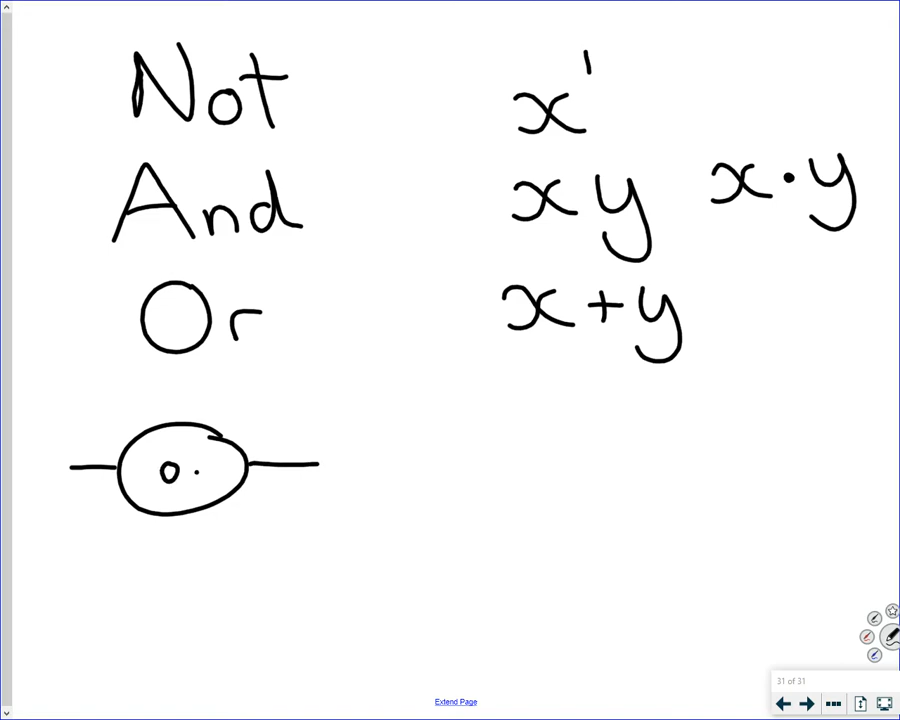 Not x'
And xy x·y
Or x+y
o.
31 of 31
Extend Page